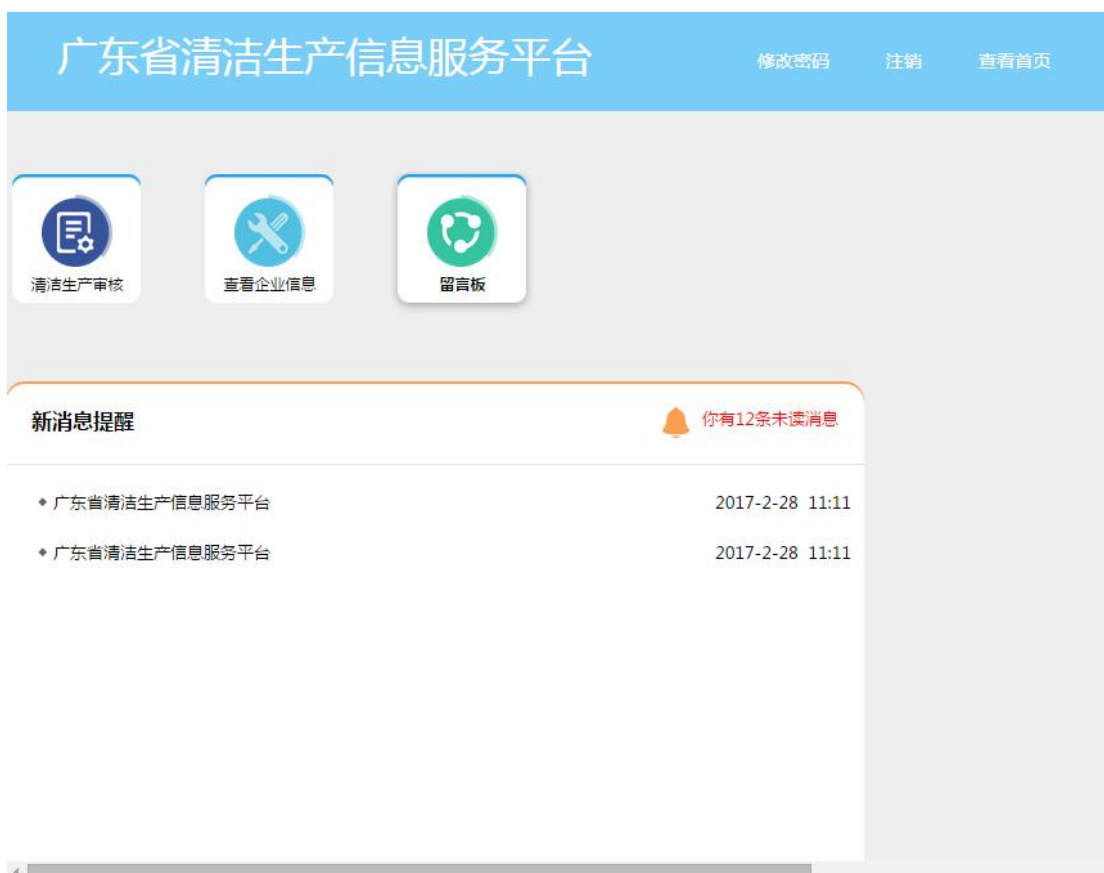 广东省清洁生产信息服务平台 修改密码 注销 查看首页
清洁生产审核 查看企业信息 留言板
新消息提醒 你有12条未读消息
广东省清洁生产信息服务平台 2017-2-28 11:11
广东省清洁生产信息服务平台 2017-2-28 11:11